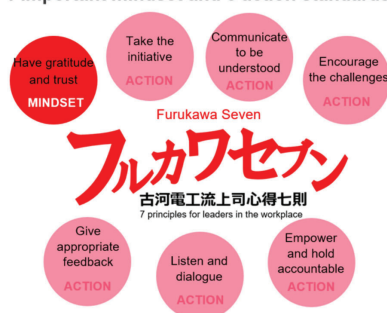 Have gratitude
and trust
MINDSET
Take the
initiative
ACTION
Communicate
to be
understood
ACTION
Encourage
the challenges
ACTION
Furukawa Seven
フルカワセブン
古河電工流上司心得七則
7 principles for leaders in the workplace
Give
appropriate
feedback
ACTION
Listen and
dialogue
ACTION
Empower
and hold
accountable
ACTION